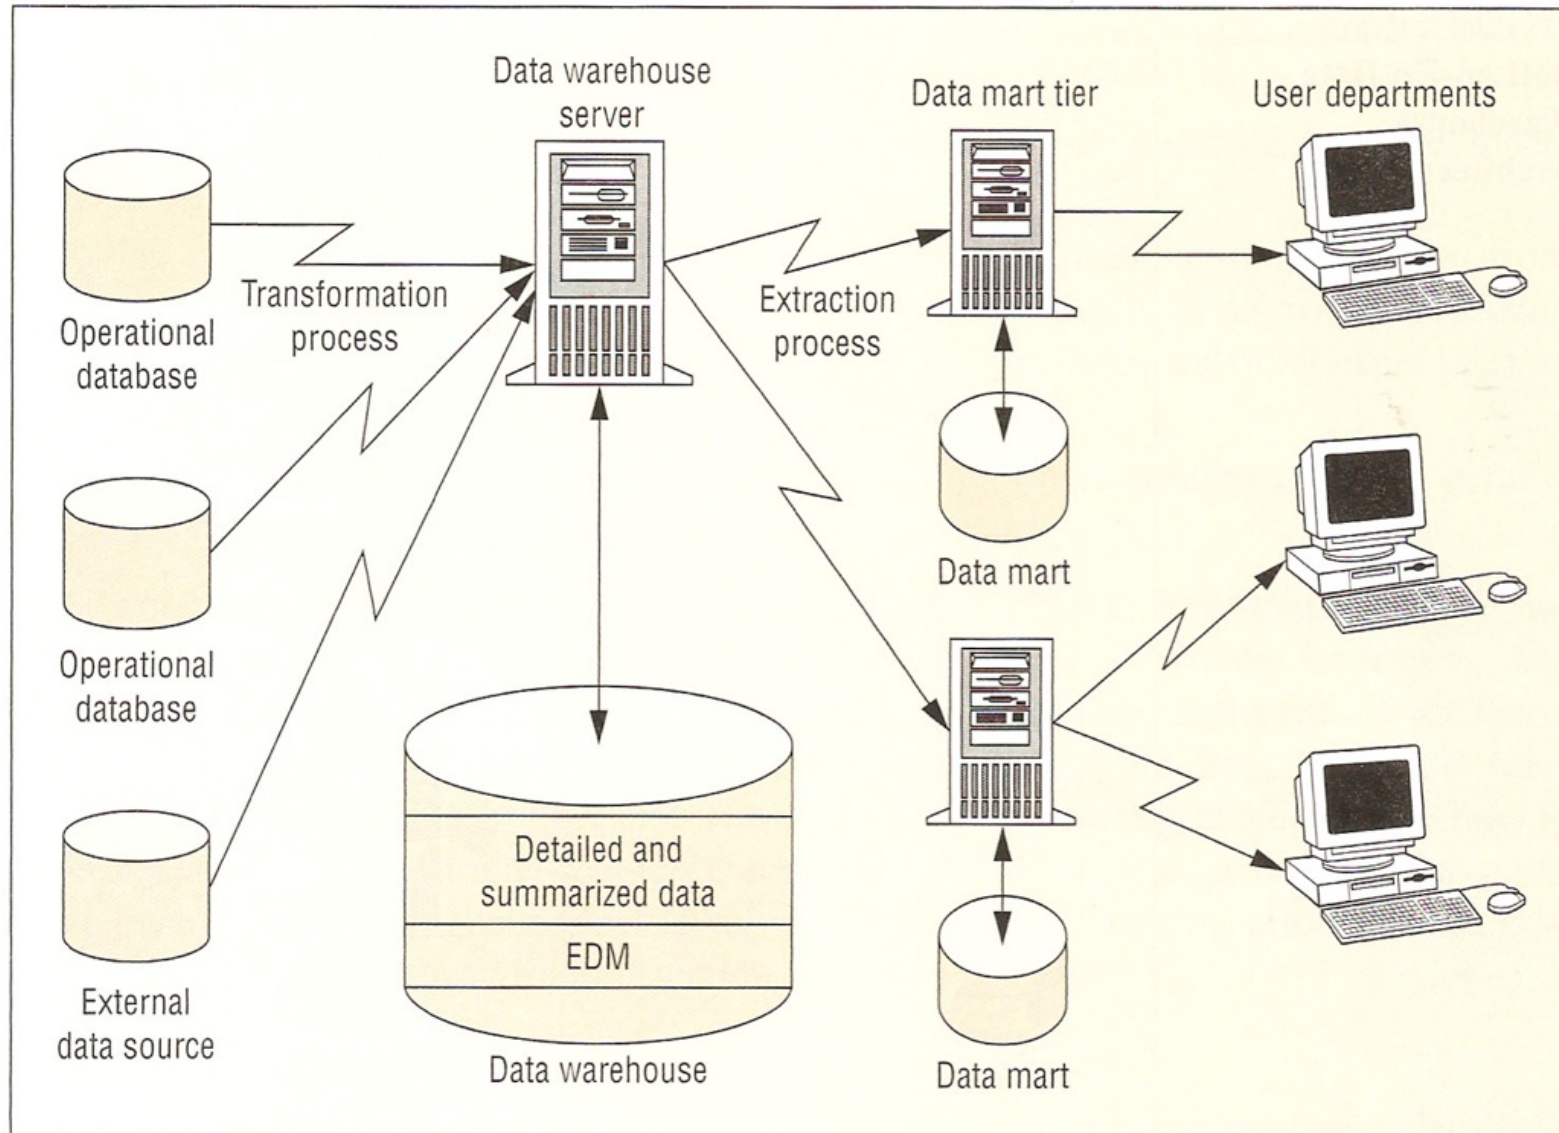 Data warehouse
server
Data mart tier
User departments
Operational
database
Transformation
process
Extraction
process
Data mart
Operational
database
Detailed and
summarized data
EDM
External
data source
Data warehouse
Data mart